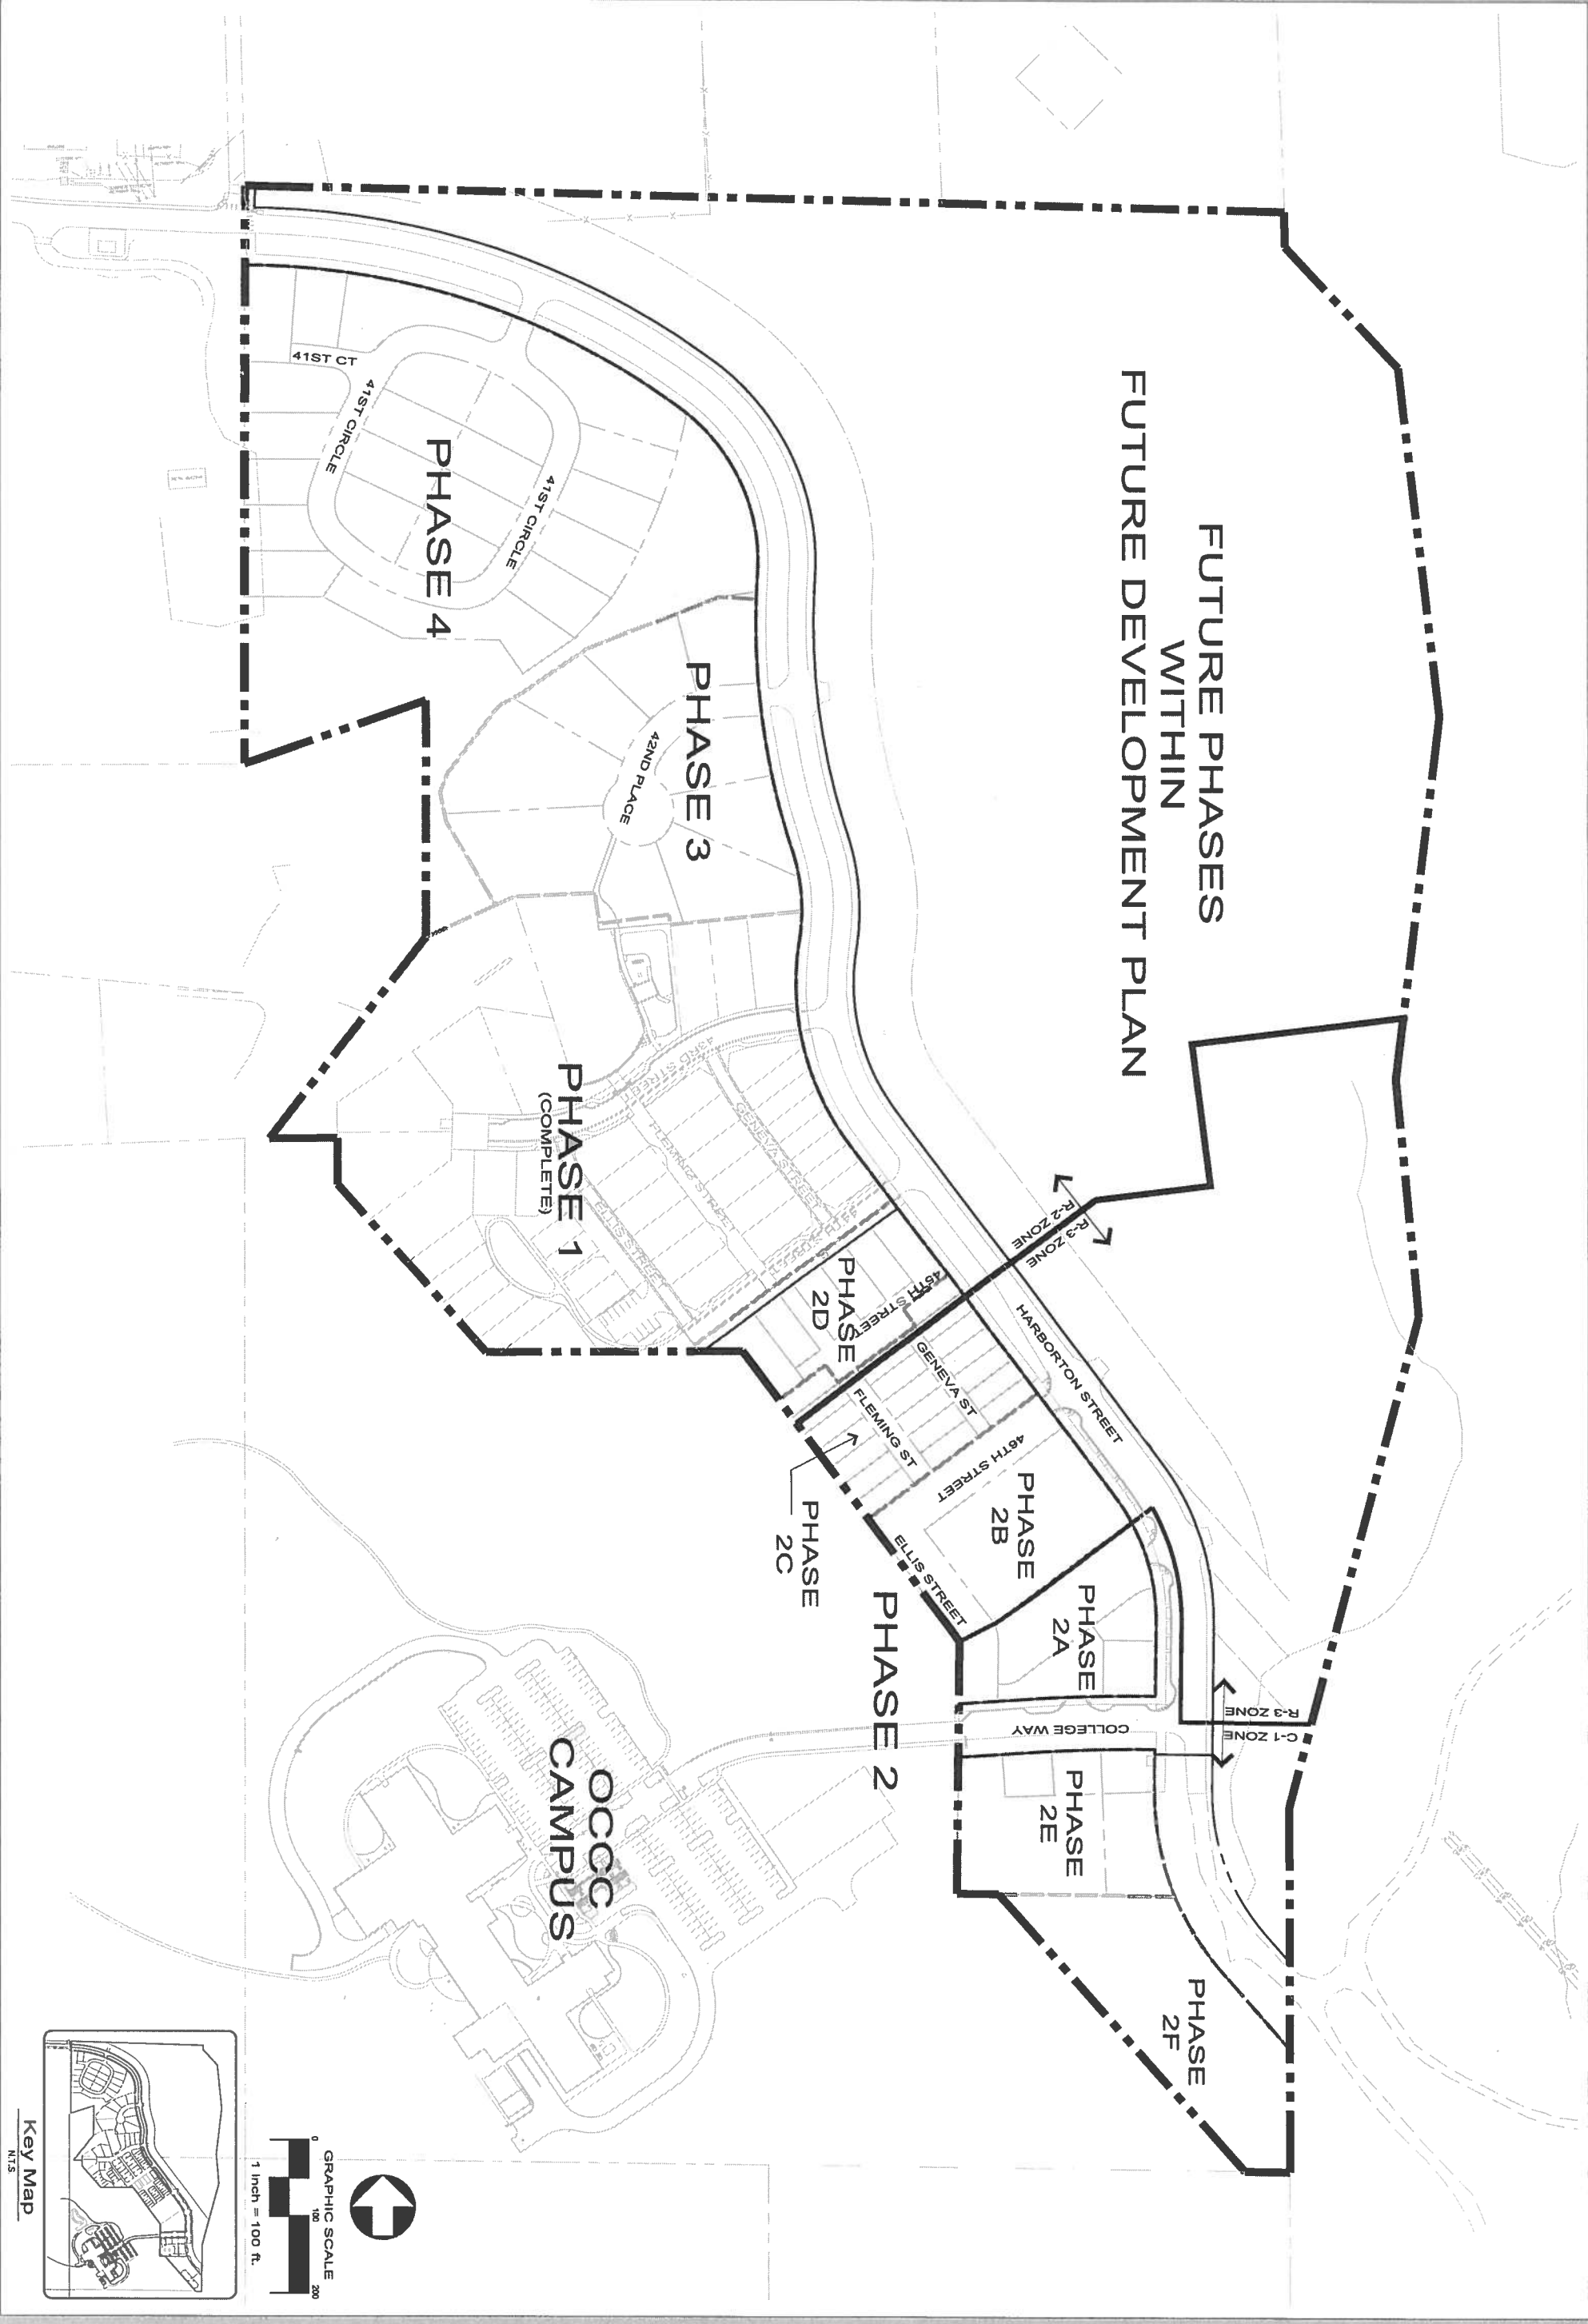 FUTURE PHASES
WITHIN
FUTURE DEVELOPMENT PLAN
PHASE 4
41ST CT
41ST CIRCLE
41ST CIRCLE
PHASE 3
42ND PLACE
PHASE 1
(COMPLETE)
43RD STREET
GENEVA STREET
FLEMING STREET
ELLIS STREET
R-2 ZONE
R-3 ZONE
HARBORTON STREET
PHASE
2D
45TH STREET
GENEVA ST
FLEMING ST
46TH STREET
PHASE
2B
PHASE
2C
ELLIS STREET
PHASE
2A
PHASE 2
COLLEGE WAY
R-3 ZONE
C-1 ZONE
PHASE
2E
PHASE
2F
OCCC
CAMPUS
GRAPHIC SCALE
0
100
200
1 inch = 100 ft.
Key Map
N.T.S.